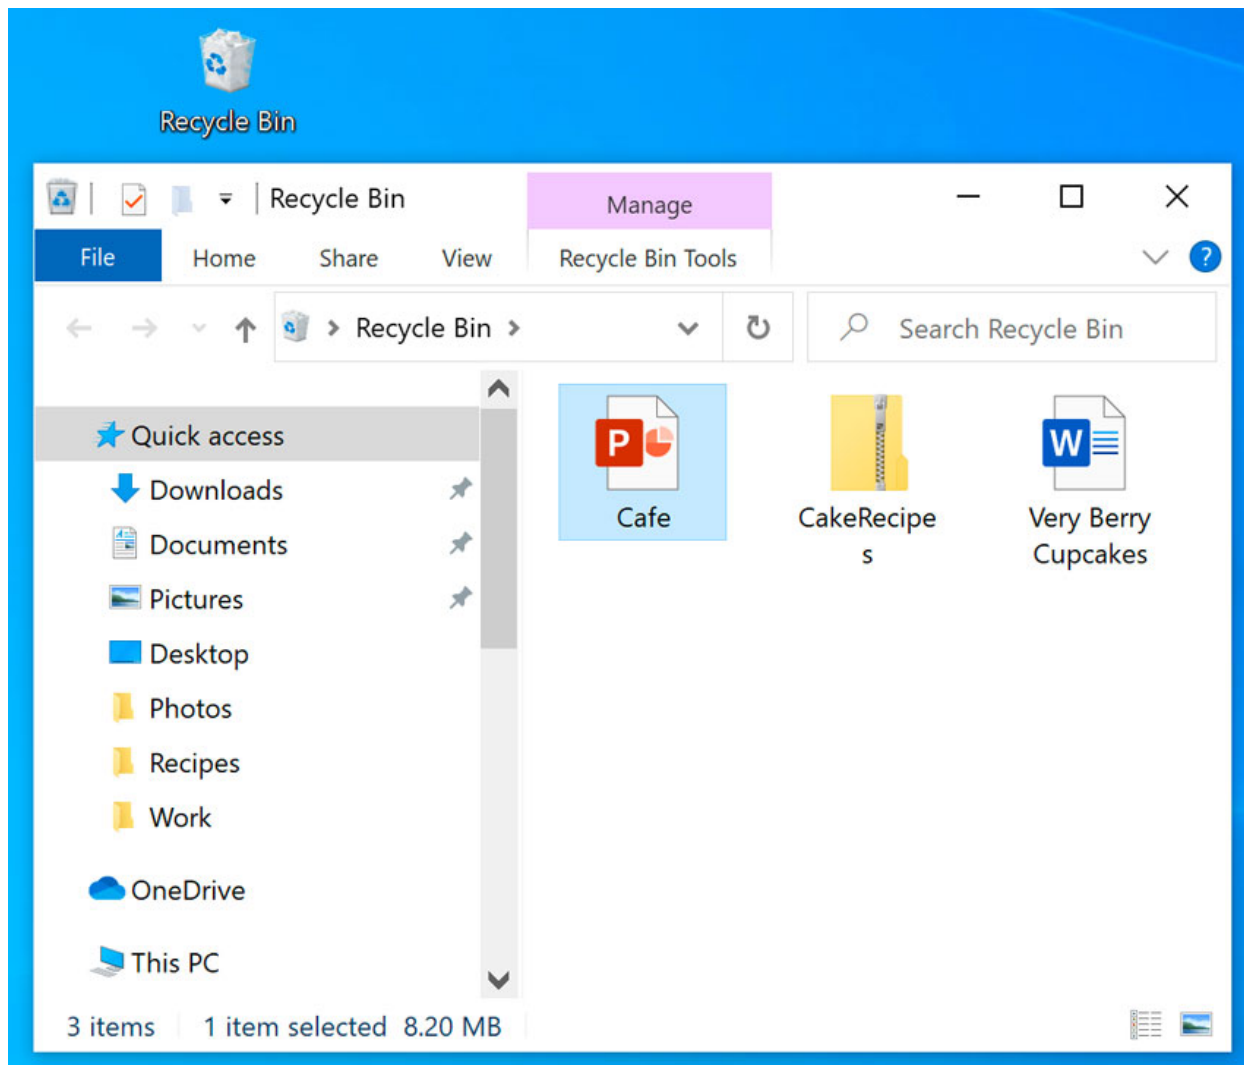 Recycle Bin
Recycle Bin
Manage
File
Home
Share
View
Recycle Bin Tools
?
Recycle Bin
Search Recycle Bin
Quick access
Downloads
Documents
Pictures
Desktop
Photos
Recipes
Work
OneDrive
This PC
P
Cafe
CakeRecipe
s
W
Very Berry
Cupcakes
3 items
1 item selected 8.20 MB